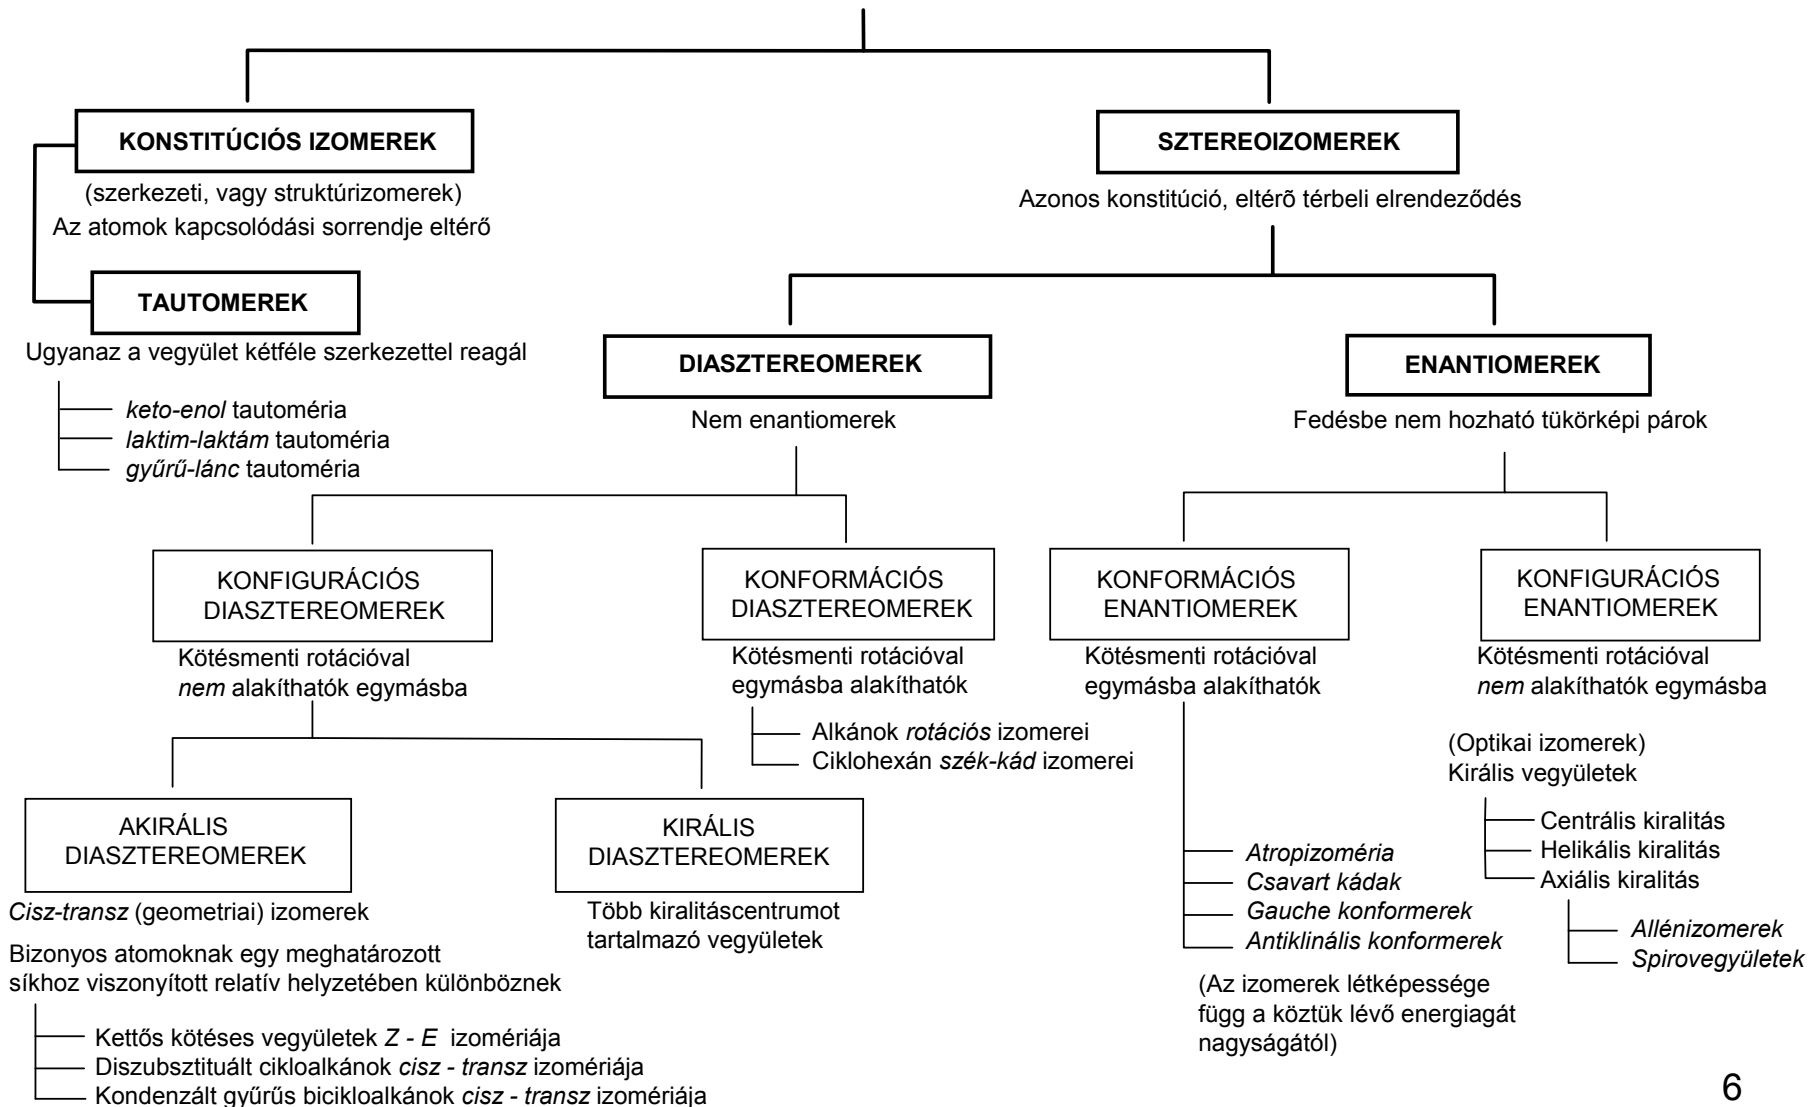 KONSTITÚCIÓS IZOMEREK
(szerkezeti, vagy struktúrizomerek)
Az atomok kapcsolódási sorrendje eltérő
TAUTOMEREK
Ugyanaz a vegyület kétféle szerkezettel reagál
keto-enol tautoméria
laktim-laktám tautoméria
gyűrű-lánc tautoméria
SZTEREOIZOMEREK
Azonos konstitúció, eltérõ térbeli elrendeződés
DIASZTEREOMEREK
Nem enantiomerek
KONFIGURÁCIÓS
DIASZTEREOMEREK
Kötésmenti rotációval
nem alakíthatók egymásba
AKIRÁLIS
DIASZTEREOMEREK
Cisz-transz (geometriai) izomerek
Bizonyos atomoknak egy meghatározott
síkhoz viszonyított relatív helyzetében különböznek
Kettős kötéses vegyületek Z - E izomériája
Diszubsztituált cikloalkánok cisz - transz izomériája
Kondenzált gyűrűs bicikloalkánok cisz - transz izomériája
KIRÁLIS
DIASZTEREOMEREK
Több kiralitáscentrumot
tartalmazó vegyületek
KONFORMÁCIÓS
DIASZTEREOMEREK
Kötésmenti rotációval
egymásba alakíthatók
Alkánok rotációs izomerei
Ciklohexán szék-kád izomerei
ENANTIOMEREK
Fedésbe nem hozható tükörképi párok
KONFORMÁCIÓS
ENANTIOMEREK
Kötésmenti rotációval
egymásba alakíthatók
Atropizoméria
Csavart kádak
Gauche konformerek
Antiklinális konformerek
(Az izomerek létképessége
függ a köztük lévő energiagát
nagyságától)
KONFIGURÁCIÓS
ENANTIOMEREK
Kötésmenti rotációval
nem alakíthatók egymásba
(Optikai izomerek)
Királis vegyületek
Centrális kiralitás
Helikális kiralitás
Axiális kiralitás
Allénizomerek
Spirovegyületek
6